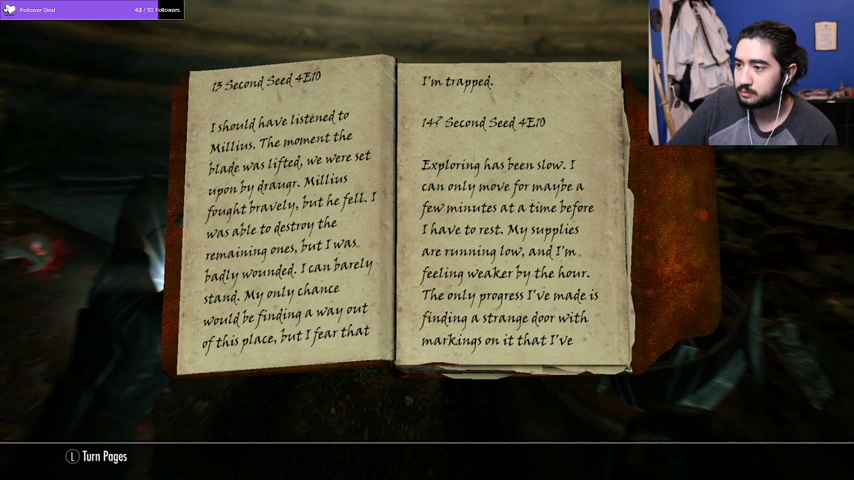 Follower Goal
43 / 50 Followers
13 Second Seed 4E10
I should have listened to
Millius. The moment the
blade was lifted, we were set
upon by draugr. Millius
fought bravely, but he fell. I
was able to destroy the
remaining ones, but I was
badly wounded. I can barely
stand. My only chance
would be finding a way out
of this place, but I fear that
I'm trapped.
14? Second Seed 4E10
Exploring has been slow. I
can only move for maybe a
few minutes at a time before
I have to rest. My supplies
are running low, and I'm
feeling weaker by the hour.
The only progress I've made is
finding a strange door with
markings on it that I've
L Turn Pages